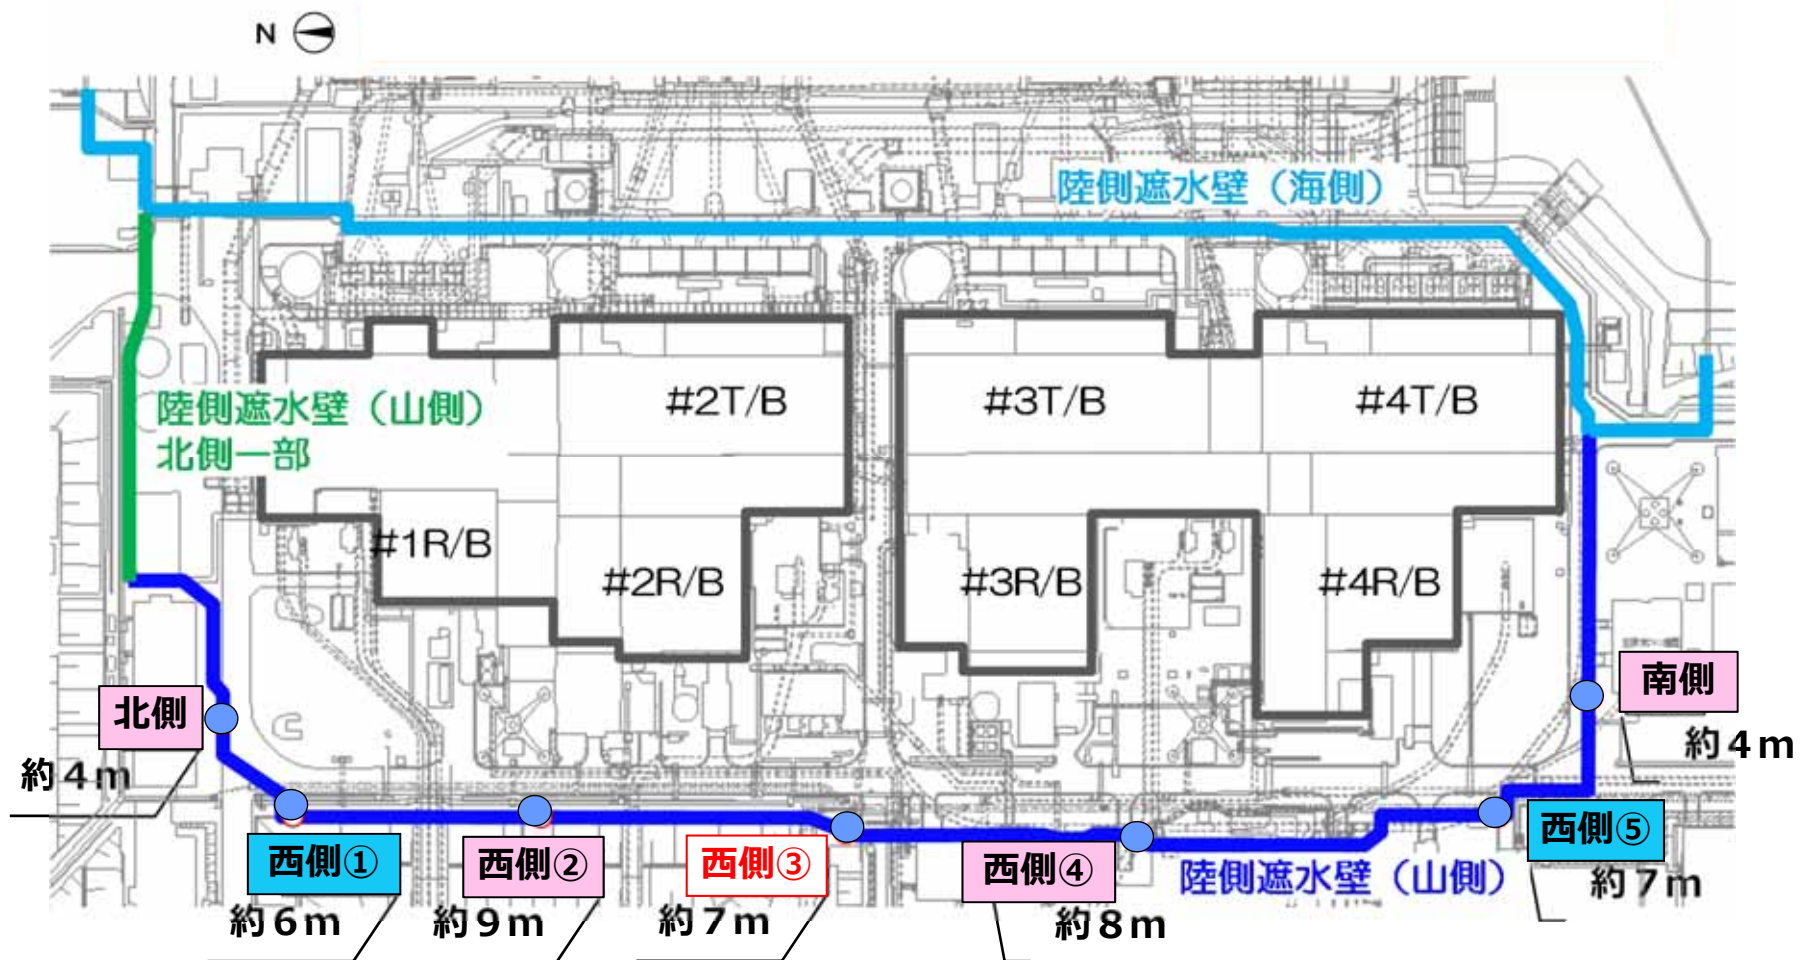 N
陸側遮水壁（海側）
#2T/B
#3T/B
#4T/B
陸側遮水壁（山側）
北側一部
#1R/B
#2R/B
#3R/B
#4R/B
北側
約４ｍ
南側
約４ｍ
西側①
約６ｍ
西側②
約９ｍ
西側③
約７ｍ
西側④
約８ｍ
陸側遮水壁（山側）
西側⑤
約７ｍ